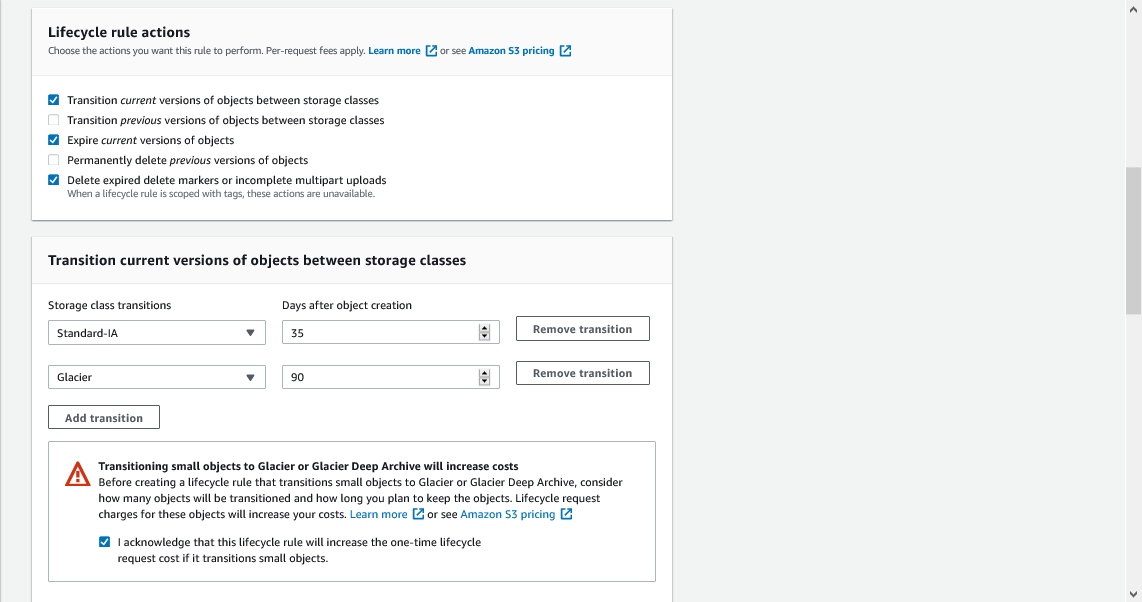 Lifecycle rule actions
Choose the actions you want this rule to perform. Per-request fees apply. Learn more or see Amazon S3 pricing
Transition current versions of objects between storage classes
Transition previous versions of objects between storage classes
Expire current versions of objects
Permanently delete previous versions of objects
Delete expired delete markers or incomplete multipart uploads
When a lifecycle rule is scoped with tags, these actions are unavailable.
Transition current versions of objects between storage classes
Storage class transitions Days after object creation
Standard-IA 35 Remove transition
Glacier 90 Remove transition
Add transition
Transitioning small objects to Glacier or Glacier Deep Archive will increase costs
Before creating a lifecycle rule that transitions small objects to Glacier or Glacier Deep Archive, consider
how many objects will be transitioned and how long you plan to keep the objects. Lifecycle request
charges for these objects will increase your costs. Learn more or see Amazon S3 pricing
I acknowledge that this lifecycle rule will increase the one-time lifecycle
request cost if it transitions small objects.